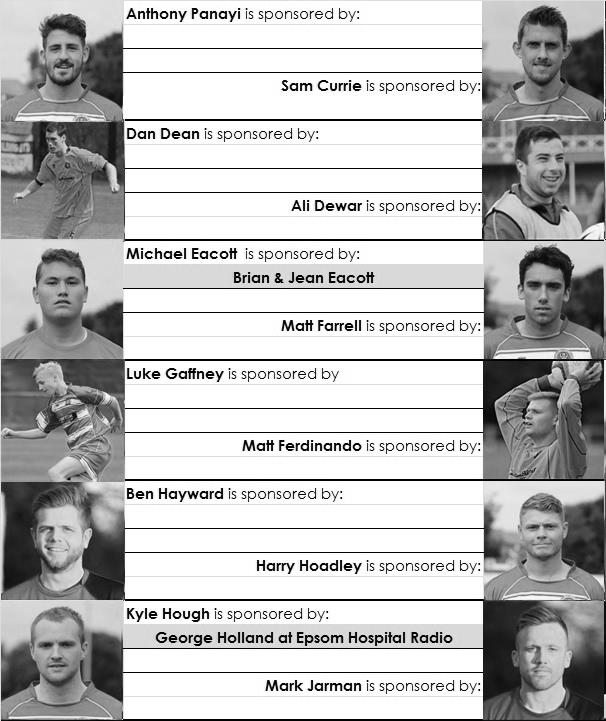 Anthony Panayi is sponsored by:
Sam Currie is sponsored by:
Dan Dean is sponsored by:
Ali Dewar is sponsored by:
Michael Eacott is sponsored by:
Brian & Jean Eacott
Matt Farrell is sponsored by:
Luke Gaffney is sponsored by
Matt Ferdinando is sponsored by:
Ben Hayward is sponsored by:
Harry Hoadley is sponsored by:
Kyle Hough is sponsored by:
George Holland at Epsom Hospital Radio
Mark Jarman is sponsored by: